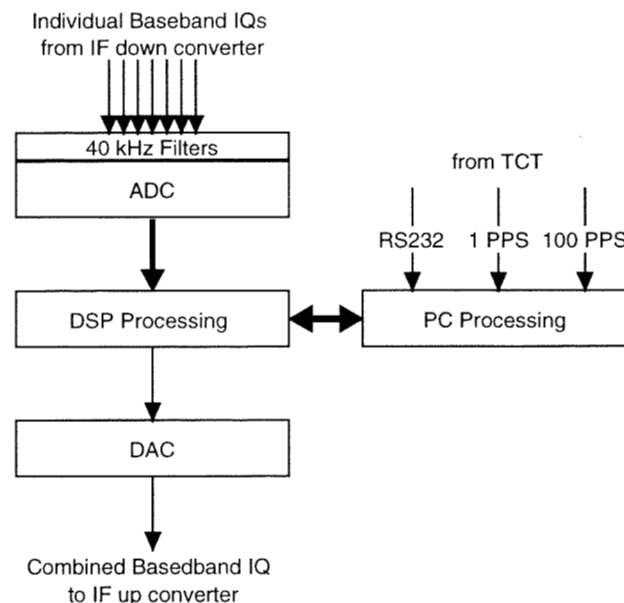 Individual Baseband IQs
from IF down converter
40 kHz Filters
ADC
from TCT
RS232 1 PPS 100 PPS
DSP Processing
PC Processing
DAC
Combined Basedband IQ
to IF up converter